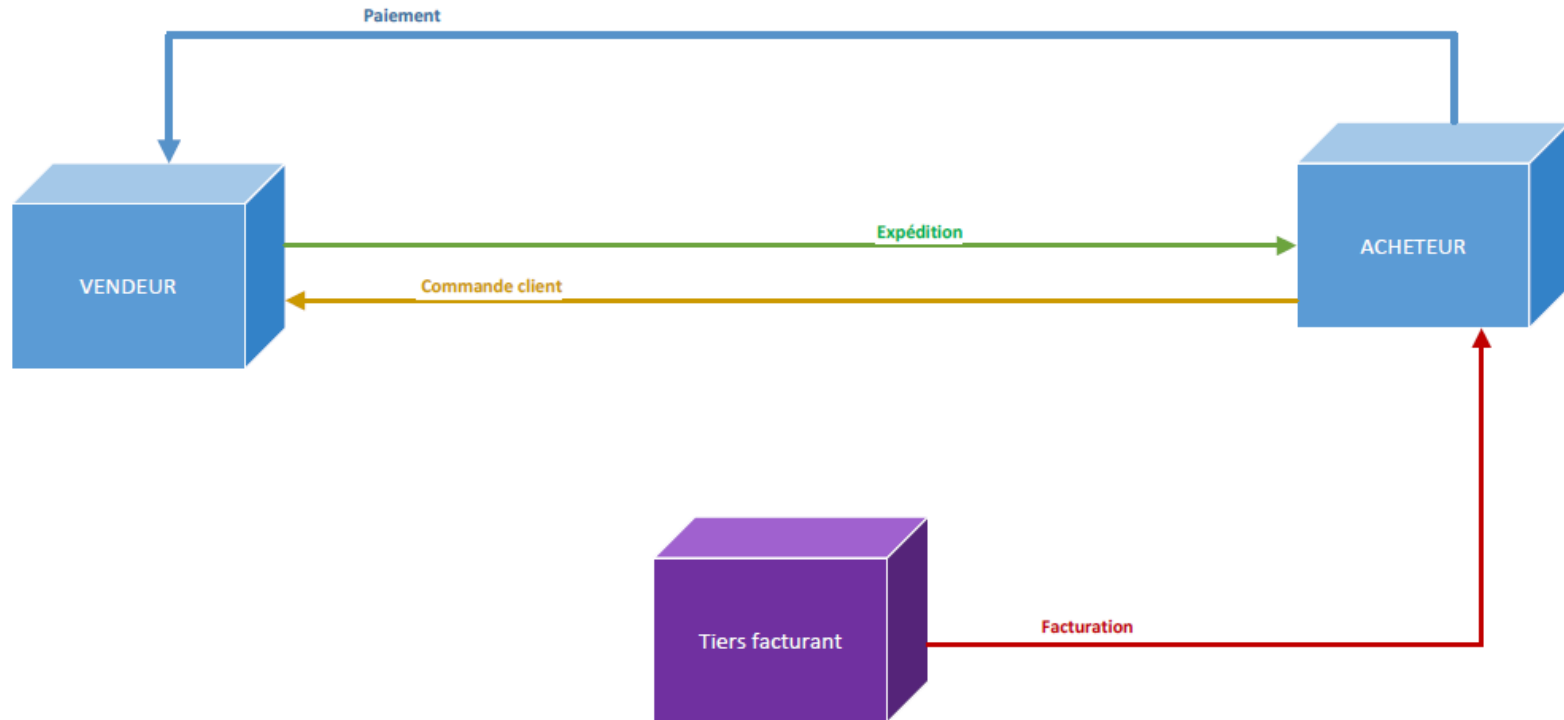 Paiement
Expédition
ACHETEUR
VENDEUR
Commande client
Tiers facturant
Facturation